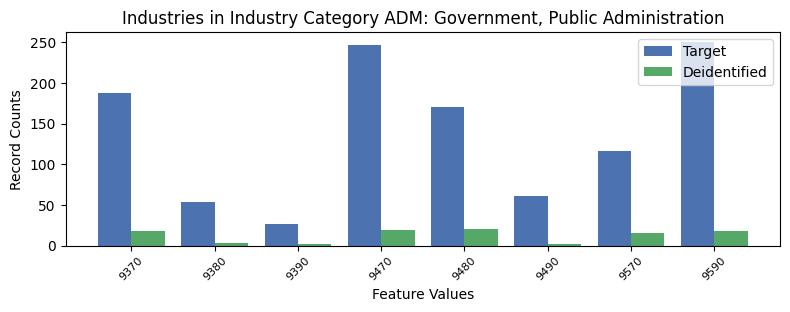 Industries in Industry Category ADM: Government, Public Administration
Target
Deidentified
Record Counts
250
200
150
100
50
0
9370 9380 9390 9470 9480 9490 9570 9590
Feature Values